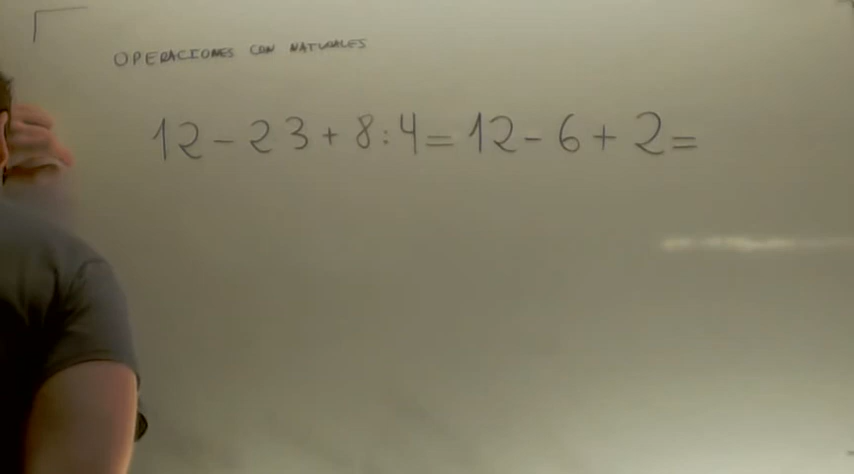 OPERACIONES CON NATURALES
12 - 2 3 + 8 : 4 = 12 - 6 + 2 =